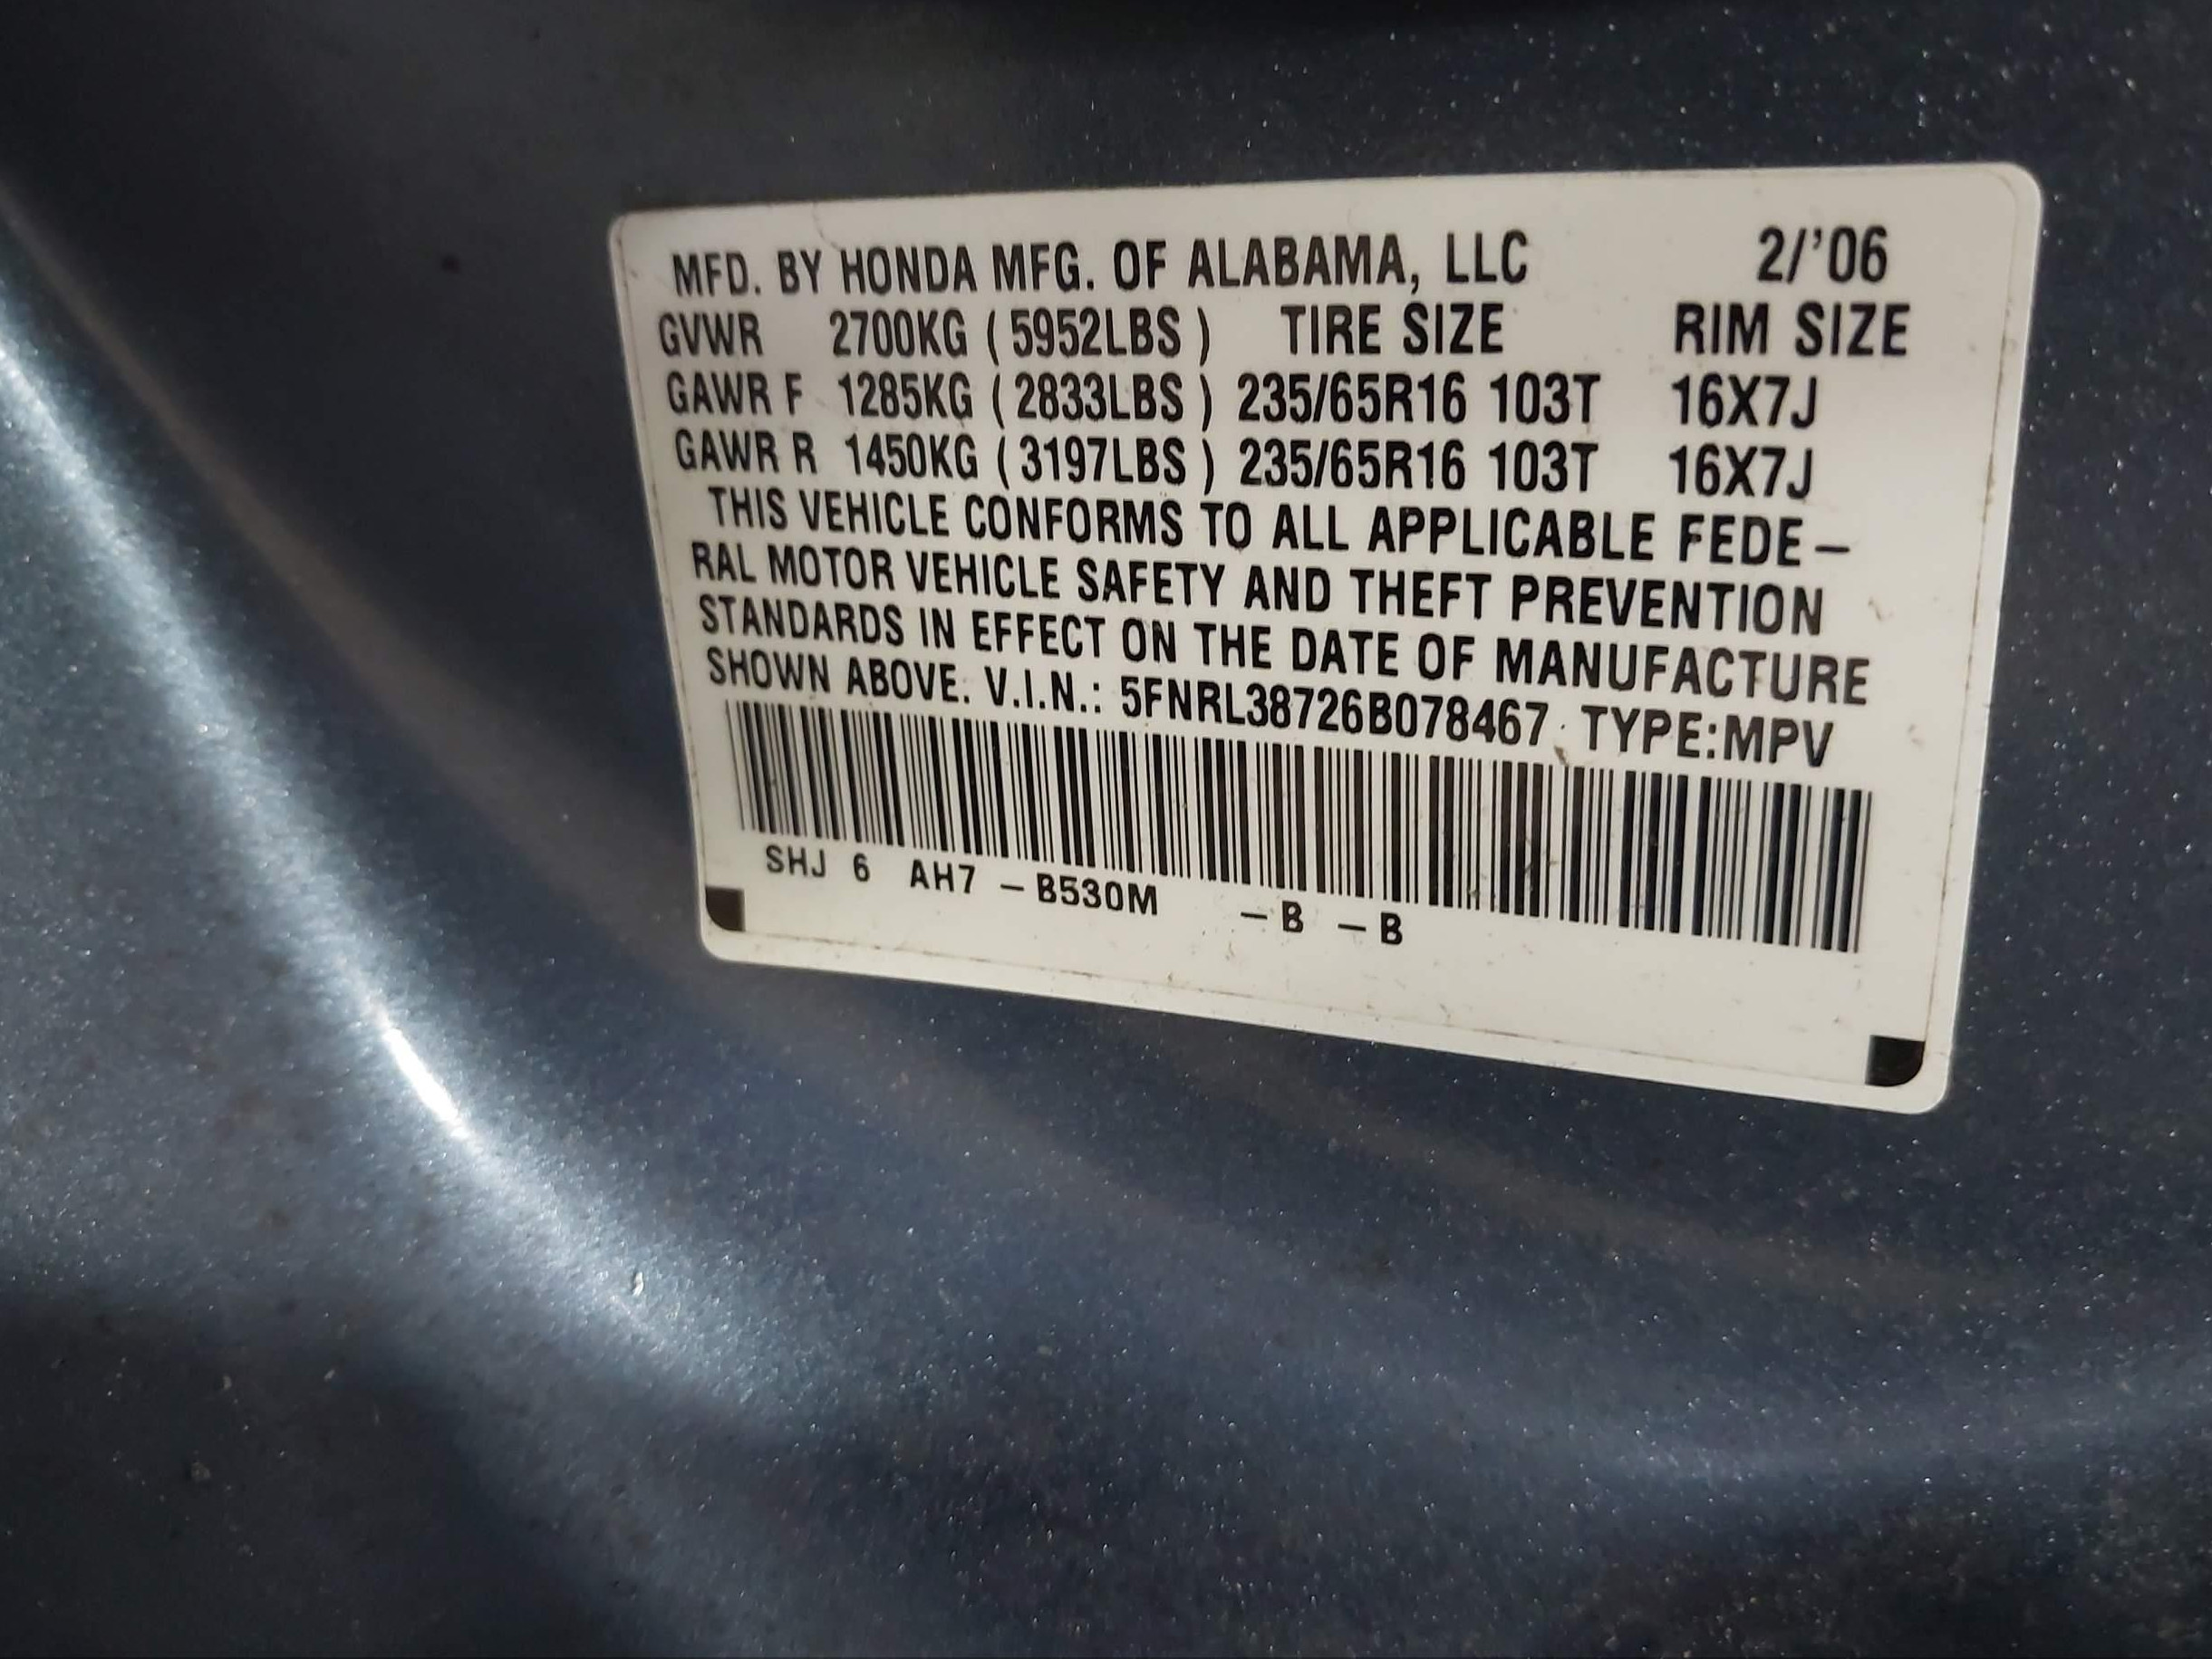 MFD. BY HONDA MFG. OF ALABAMA, LLC 2/'06
GVWR 2700KG ( 5952LBS ) TIRE SIZE RIM SIZE
GAWR F 1285KG ( 2833LBS ) 235/65R16 103T 16X7J
GAWR R 1450KG ( 3197LBS ) 235/65R16 103T 16X7J
THIS VEHICLE CONFORMS TO ALL APPLICABLE FEDE–
RAL MOTOR VEHICLE SAFETY AND THEFT PREVENTION
STANDARDS IN EFFECT ON THE DATE OF MANUFACTURE
SHOWN ABOVE. V.I.N.: 5FNRL38726B078467 TYPE:MPV
SHJ 6 AH7 –B530M –B –B